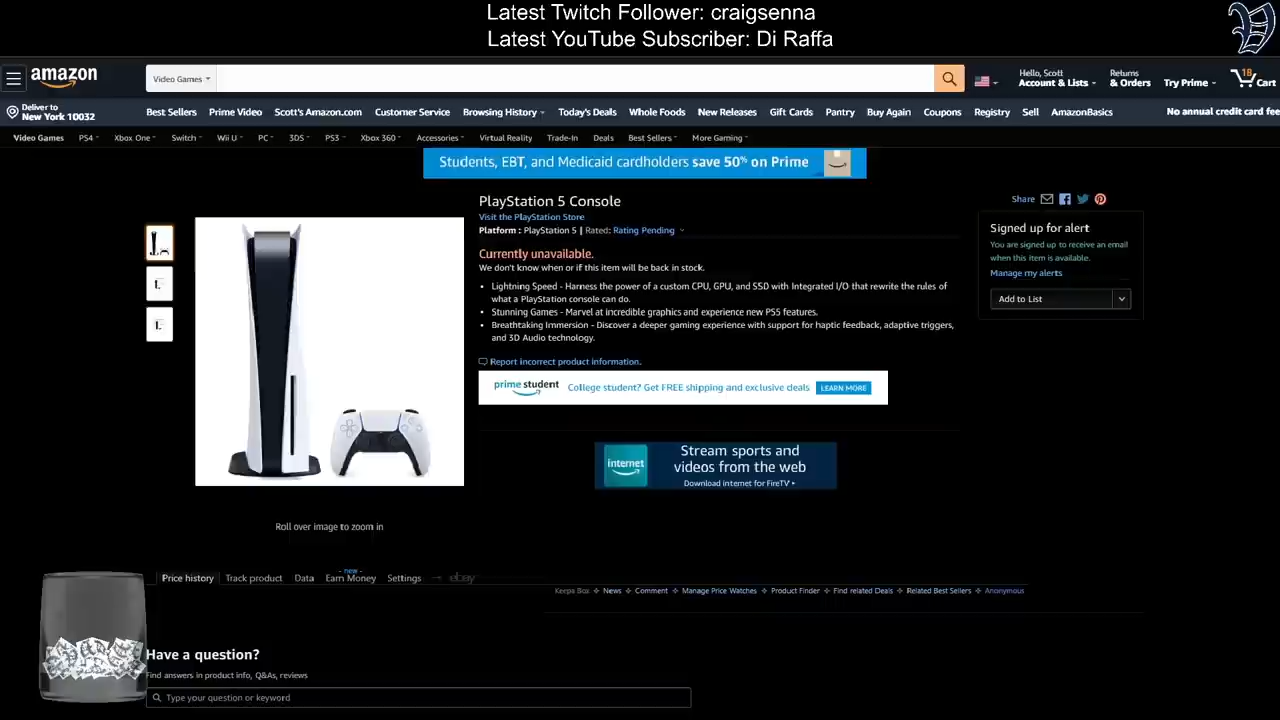 Latest Twitch Follower: craigsenna
Latest YouTube Subscriber: Di Raffa
amazon
Video Games
Hello, Scott
Account & Lists
Returns
& Orders
Try Prime
18
Cart
Deliver to
New York 10032
Best Sellers Prime Video Scott's Amazon.com Customer Service Browsing History Today's Deals Whole Foods New Releases Gift Cards Pantry Buy Again Coupons Registry Sell AmazonBasics No annual credit card fee
Video Games PS4 Xbox One Switch Wii U PC 3DS PS3 Xbox 360 Accessories Virtual Reality Trade-In Deals Best Sellers More Gaming
Students, EBT, and Medicaid cardholders save 50% on Prime
PlayStation 5 Console
Visit the PlayStation Store
Platform : PlayStation 5 | Rated: Rating Pending
Currently unavailable.
We don't know when or if this item will be back in stock.
• Lightning Speed - Harness the power of a custom CPU, GPU, and SSD with Integrated I/O that rewrite the rules of
what a PlayStation console can do.
• Stunning Games - Marvel at incredible graphics and experience new PS5 features.
• Breathtaking Immersion - Discover a deeper gaming experience with support for haptic feedback, adaptive triggers,
and 3D Audio technology.
Report incorrect product information.
prime student College student? Get FREE shipping and exclusive deals LEARN MORE
internet
Stream sports and
videos from the web
Download internet for FireTV
Share
Signed up for alert
You are signed up to receive an email
when this item is available.
Manage my alerts
Add to List
Roll over image to zoom in
- new -
Price history Track product Data Earn Money Settings ebay
Keepa Box News Comment Manage Price Watches Product Finder Find related Deals Related Best Sellers Anonymous
Have a question?
Find answers in product info, Q&As, reviews
Type your question or keyword